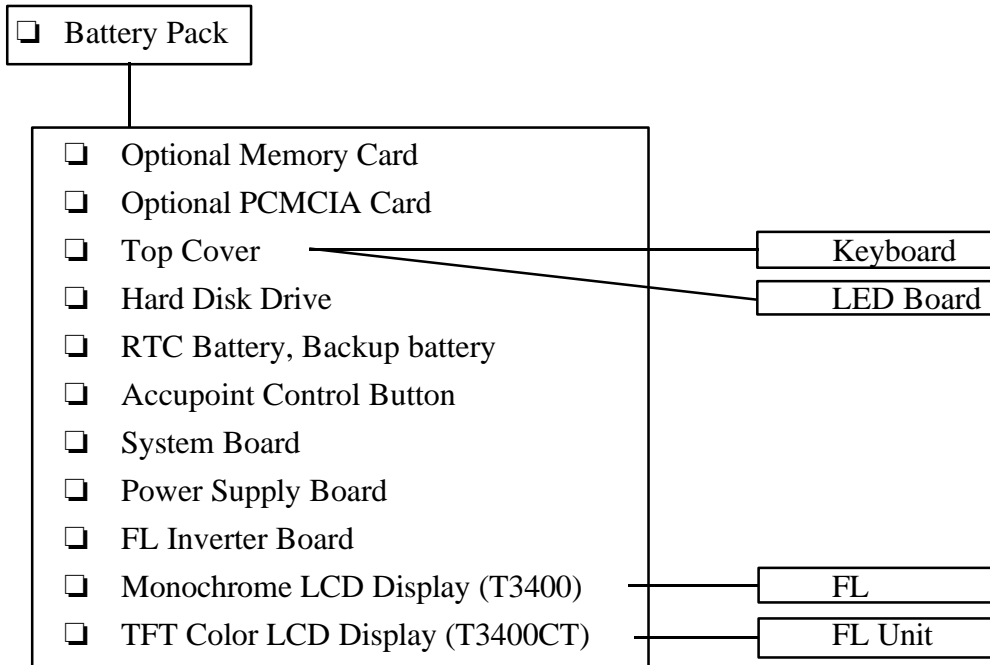 ❏ Battery Pack
❏ Optional Memory Card
❏ Optional PCMCIA Card
❏ Top Cover
Keyboard
LED Board
❏ Hard Disk Drive
❏ RTC Battery, Backup battery
❏ Accupoint Control Button
❏ System Board
❏ Power Supply Board
❏ FL Inverter Board
❏ Monochrome LCD Display (T3400)
FL
❏ TFT Color LCD Display (T3400CT)
FL Unit